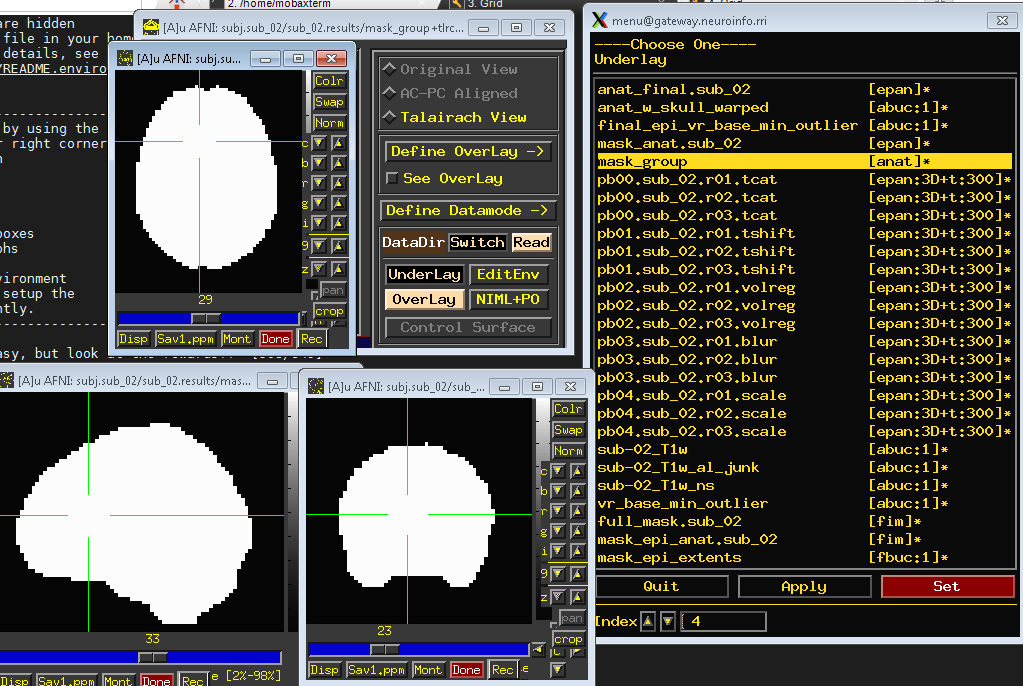 2. /home/mobaxterm
3. Grid
are hidden
file in your hom
details, see
/README.enviro
by using the
r right corner
boxes
phs
vironment
setup the
ntly.
asy, but look
[A]u AFNI: subj.sub_02/sub_02.results/mask_group+tlrc...
[A]u AFNI: subj.su...
Colr
Swap
Norm
c
b
r
g
i
9
z
pan
crop
29
Disp
Sav1.ppm
Mont
Done
Rec
Original View
AC-PC Aligned
Talairach View
Define OverLay ->
See OverLay
Define Datamode ->
DataDir Switch Read
UnderLay EditEnv
OverLay NIML+PO
Control Surface
[A]u AFNI: subj.sub_02/sub_02.results/mas...
33
Disp
Sav1.ppm
Mont
Done
Rec
e [2%-98%]
[A]u AFNI: subj.sub_02/sub_...
Colr
Swap
Norm
c
b
r
g
i
9
z
pan
crop
23
Disp
Sav1.ppm
Mont
Done
Rec
menu@gateway.neuroinfo.rri
----Choose One----
Underlay
anat_final.sub_02 [epan]*
anat_w_skull_warped [abuc:1]*
final_epi_vr_base_min_outlier [abuc:1]*
mask_anat.sub_02 [epan]*
mask_group [anat]*
pb00.sub_02.r01.tcat [epan:3D+t:300]*
pb00.sub_02.r02.tcat [epan:3D+t:300]*
pb00.sub_02.r03.tcat [epan:3D+t:300]*
pb01.sub_02.r01.tshift [epan:3D+t:300]*
pb01.sub_02.r02.tshift [epan:3D+t:300]*
pb01.sub_02.r03.tshift [epan:3D+t:300]*
pb02.sub_02.r01.volreg [epan:3D+t:300]*
pb02.sub_02.r02.volreg [epan:3D+t:300]*
pb02.sub_02.r03.volreg [epan:3D+t:300]*
pb03.sub_02.r01.blur [epan:3D+t:300]*
pb03.sub_02.r02.blur [epan:3D+t:300]*
pb03.sub_02.r03.blur [epan:3D+t:300]*
pb04.sub_02.r01.scale [epan:3D+t:300]*
pb04.sub_02.r02.scale [epan:3D+t:300]*
pb04.sub_02.r03.scale [epan:3D+t:300]*
sub-02_T1w [abuc:1]*
sub-02_T1w_al_junk [abuc:1]*
sub-02_T1w_ns [abuc:1]*
vr_base_min_outlier [abuc:1]*
full_mask.sub_02 [fim]*
mask_epi_anat.sub_02 [fim]*
mask_epi_extents [fbuc:1]*
Quit Apply Set
Index 4